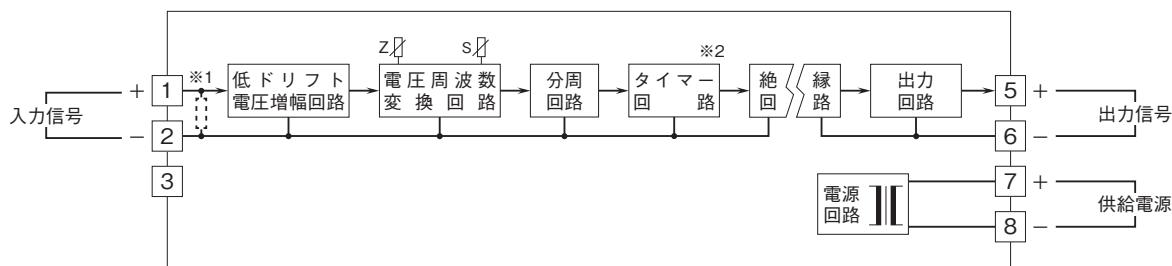 Z S
※1 ※2
低ドリフト
電圧増幅回路
電圧周波数
変換回路
分周
回路
タイマー
回路
絶縁
回路
出力
回路
入力信号
+ 1
− 2
3
5 +
6 −
出力信号
電源
回路
7 +
8 −
供給電源